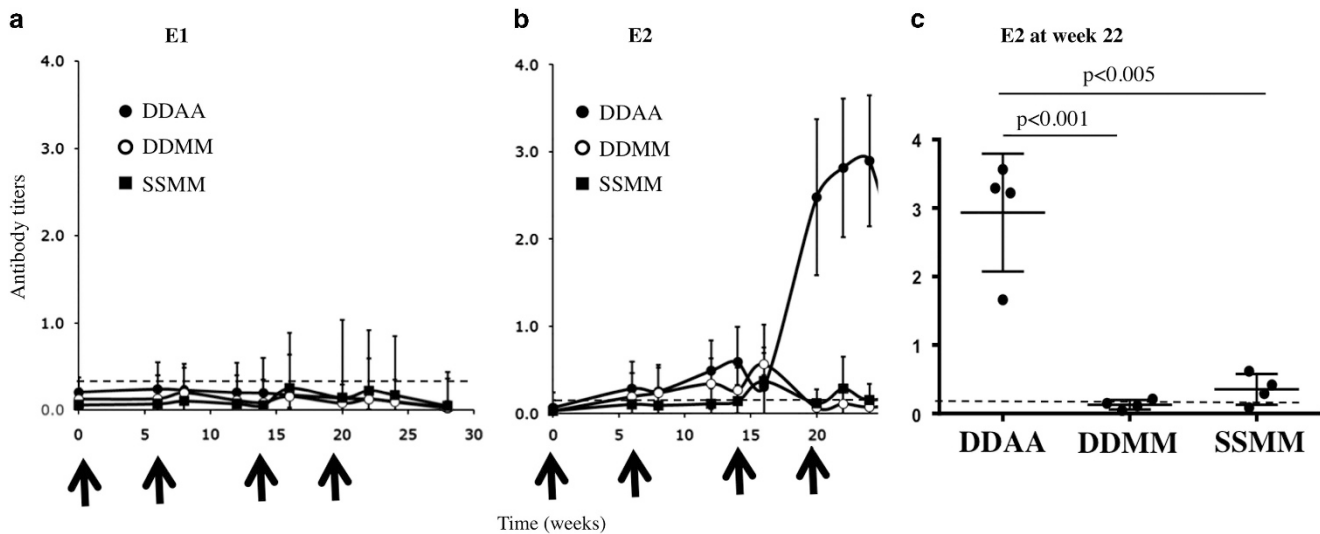 a
E1
4.0
3.0
2.0
1.0
0.0
0 5 10 15 20 25 30
DDAA
DDMM
SSMM
Antibody titers
b
E2
4.0
3.0
2.0
1.0
0.0
0 5 10 15 20
DDAA
DDMM
SSMM
Time (weeks)
c
E2 at week 22
p<0.005
p<0.001
4
3
2
1
0
DDAA DDMM SSMM